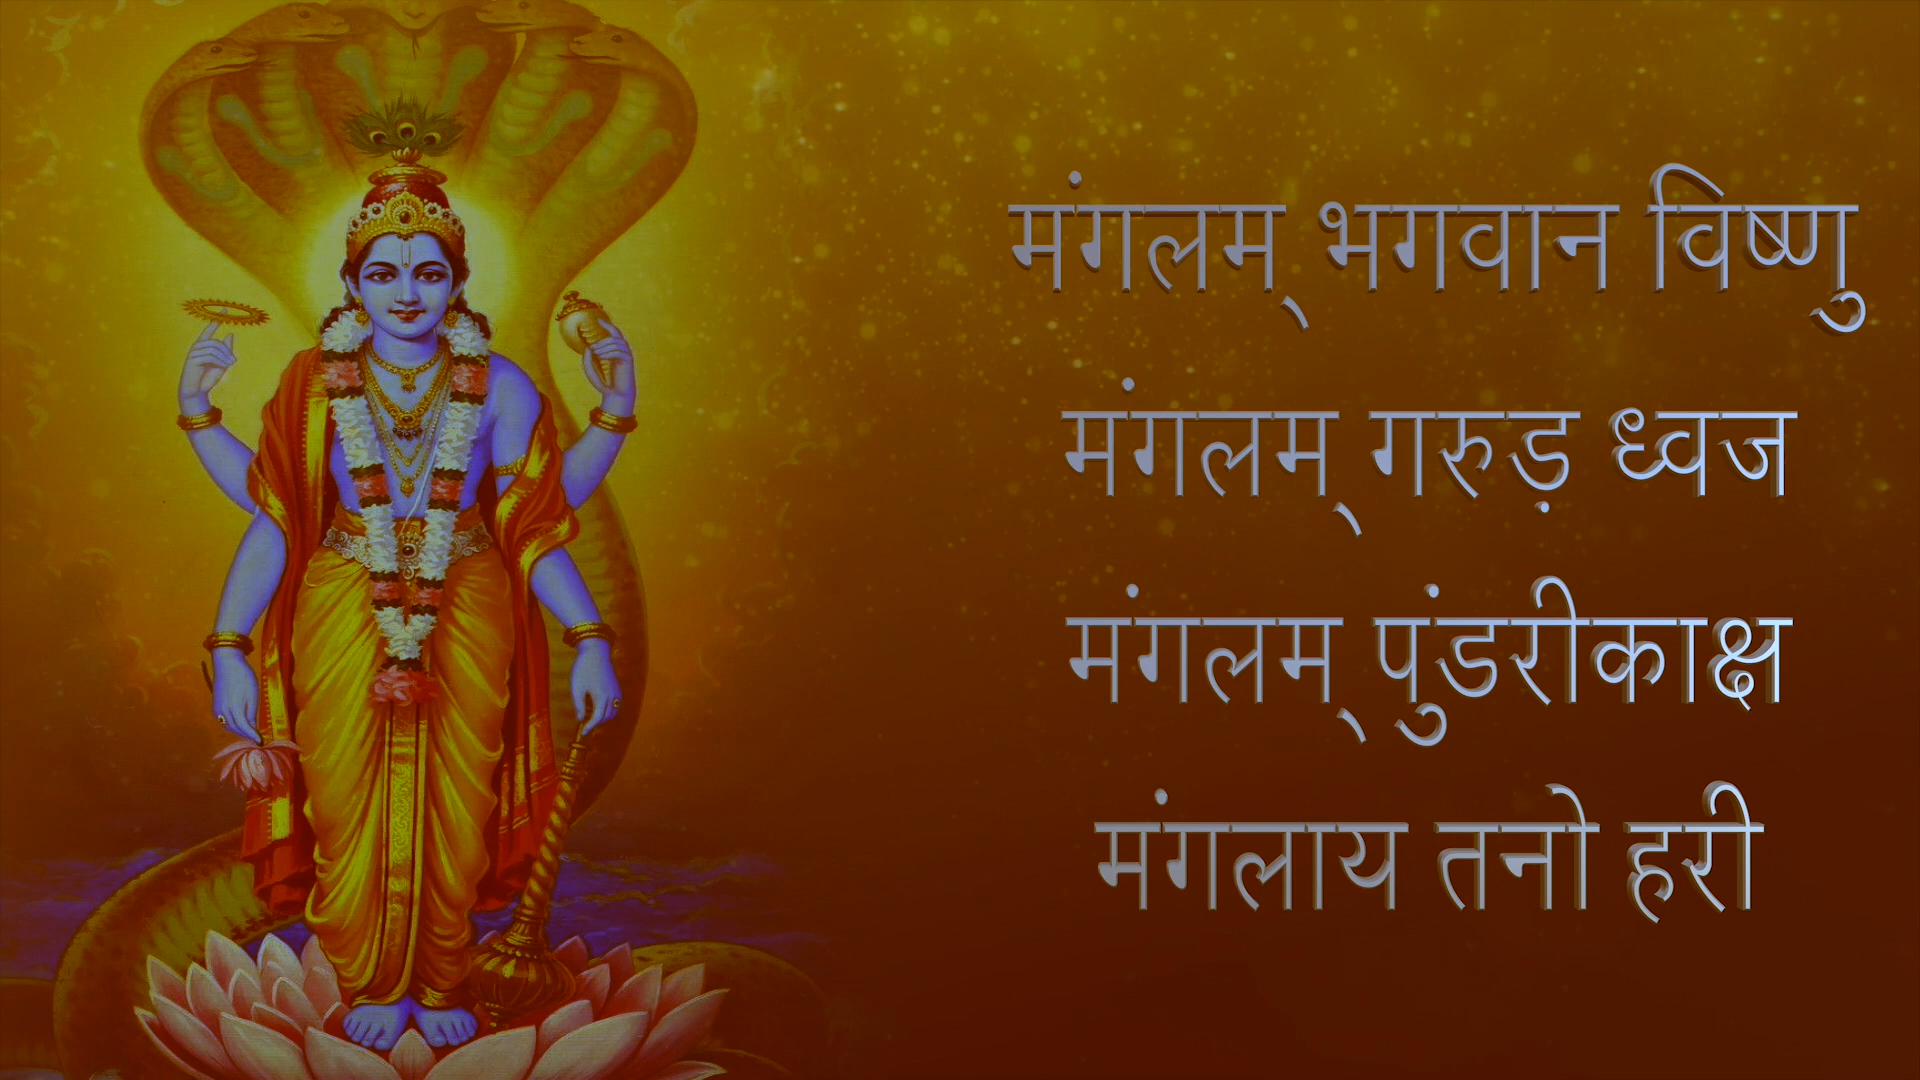 मंगलम् भगवान विष्णु
मंगलम् गरुड़ ध्वज
मंगलम् पुंडरीकाक्ष
मंगलाय तनो हरी